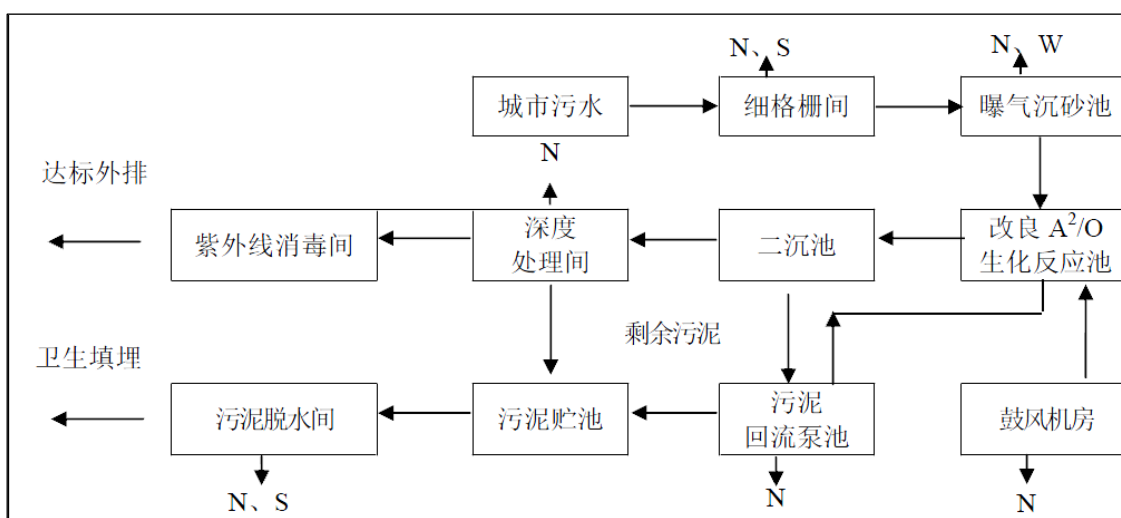 N、S
N、W
城市污水
细格栅间
曝气沉砂池
N
达标外排
紫外线消毒间
深度
处理间
二沉池
改良 A²/O
生化反应池
剩余污泥
卫生填埋
污泥脱水间
污泥贮池
污泥
回流泵池
鼓风机房
N、S
N
N